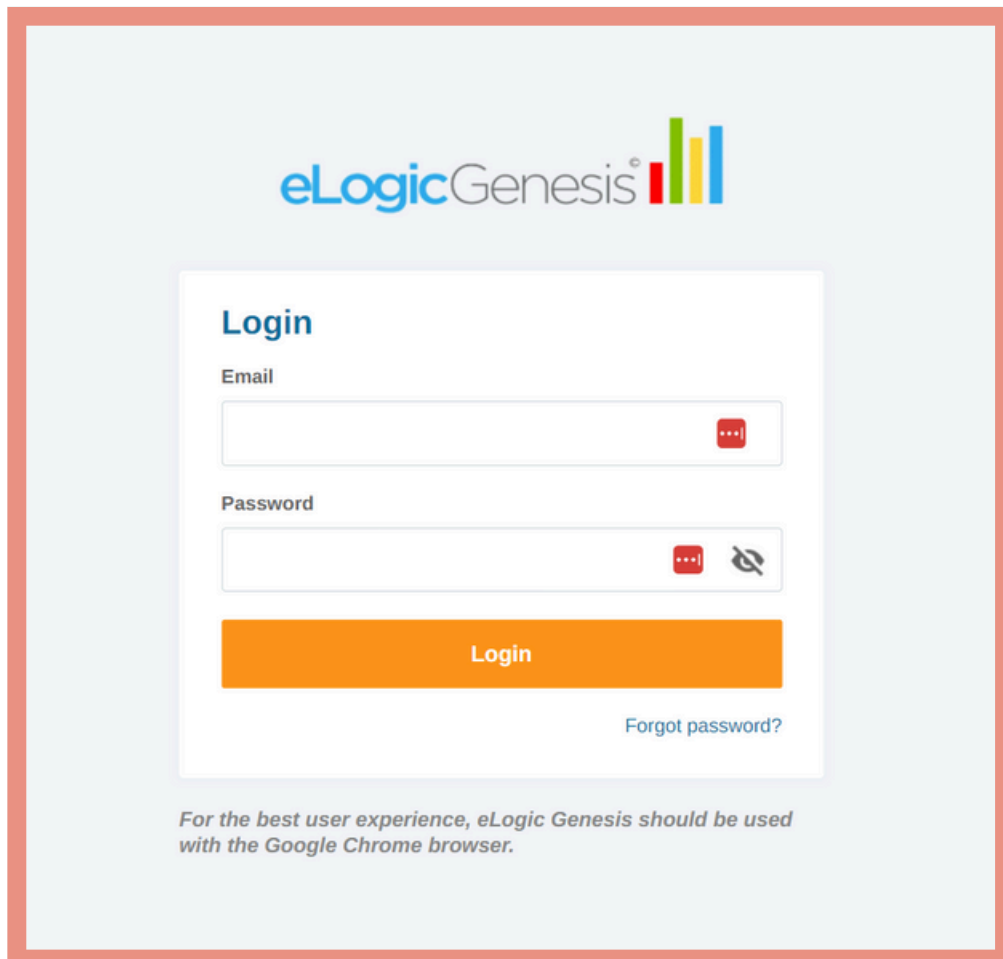 eLogicGenesis©
Login
Email
Password
Login
Forgot password?
For the best user experience, eLogic Genesis should be used
with the Google Chrome browser.